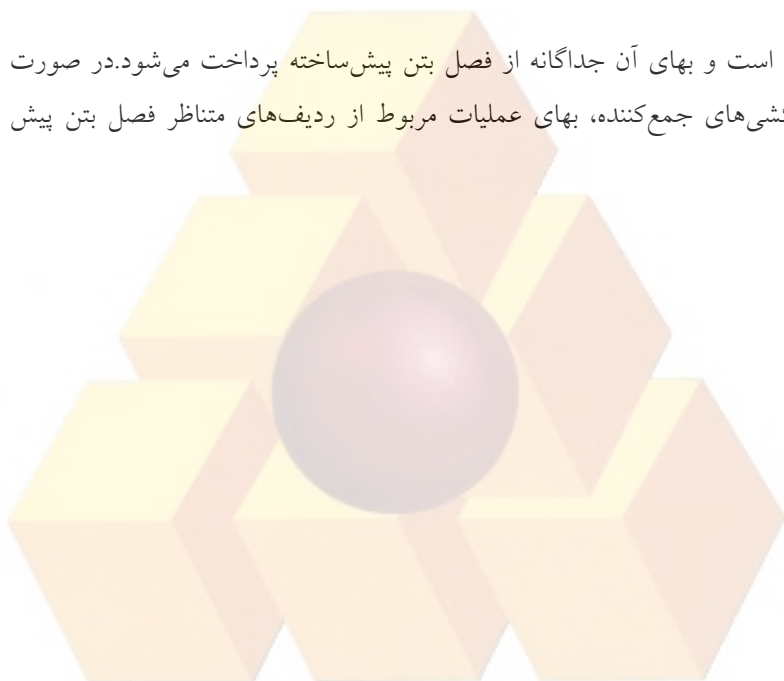 است و بهای آن جداگانه از فصل بتن پیش‌ساخته پرداخت می‌شود.در صورت
کشی‌های جمع‌کننده، بهای عملیات مربوط از ردیف‌های متناظر فصل بتن پیش